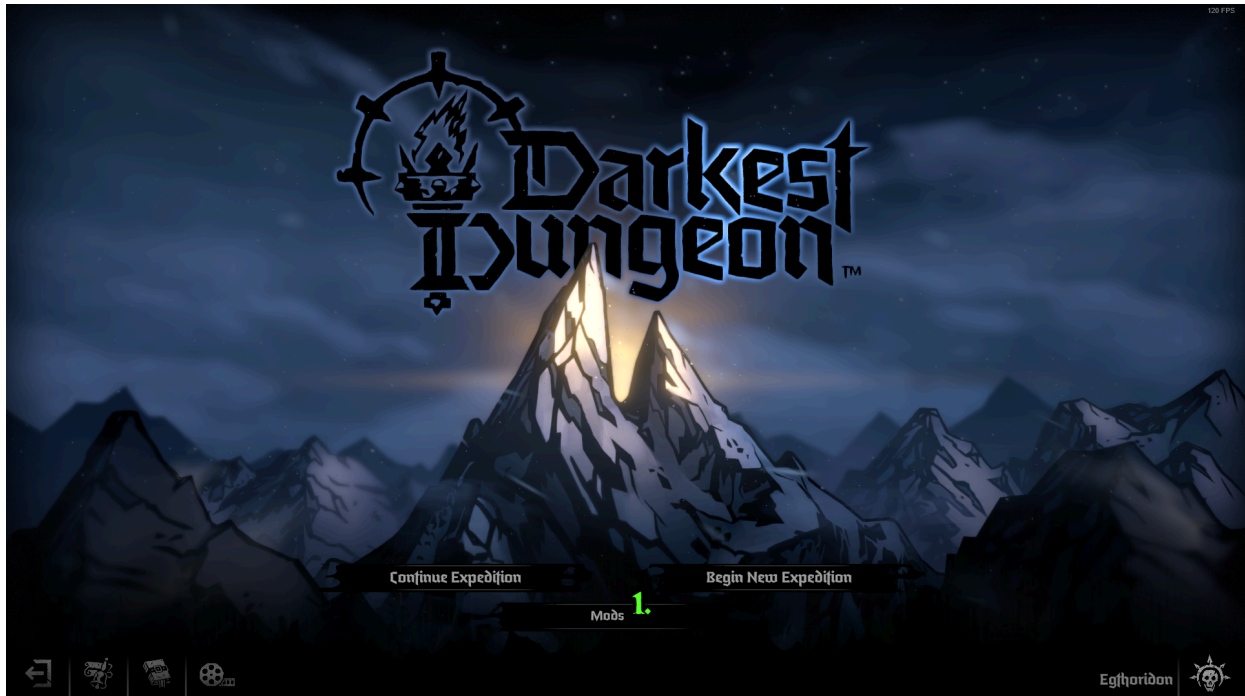 120 FPS
Darkest
Dungeon
TM
Continue Expedition
Begin New Expedition
Mods
1.
Egthoridon